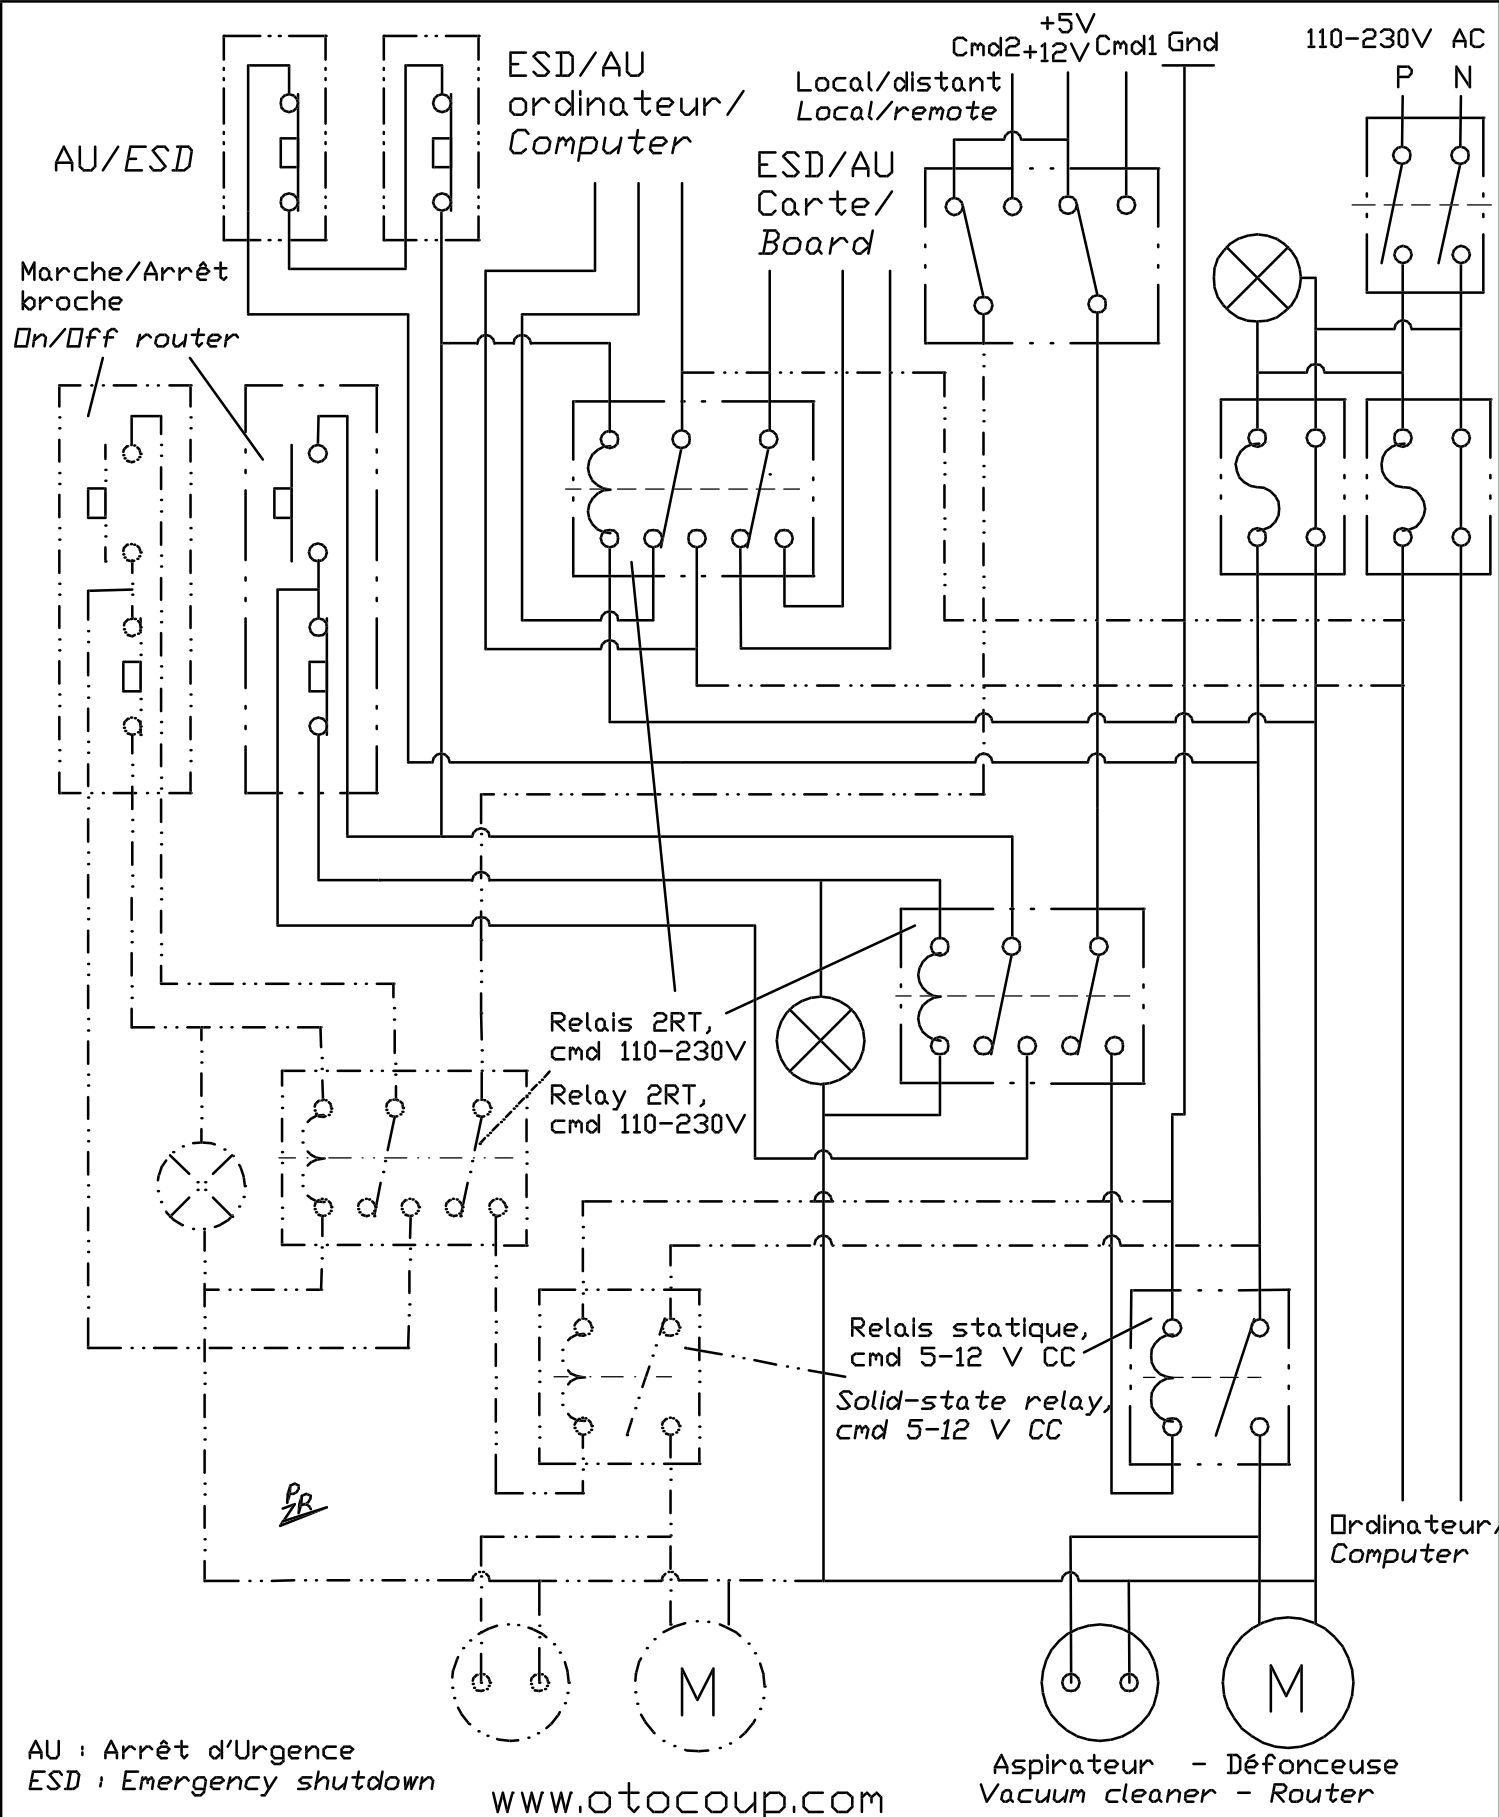 +5V
Cmd2+12V Cmd1 Gnd
110-230V AC
P N
ESD/AU
ordinateur/
Computer
Local/distant
Local/remote
AU/ESD
ESD/AU
Carte/
Board
Marche/Arrêt
broche
On/Off router
Relais 2RT,
cmd 110-230V
Relay 2RT,
cmd 110-230V
Relais statique,
cmd 5-12 V CC
Solid-state relay,
cmd 5-12 V CC
PR
Ordinateur/
Computer
M
M
AU : Arrêt d'Urgence
ESD : Emergency shutdown
www.otocoup.com
Aspirateur - Défonceuse
Vacuum cleaner - Router